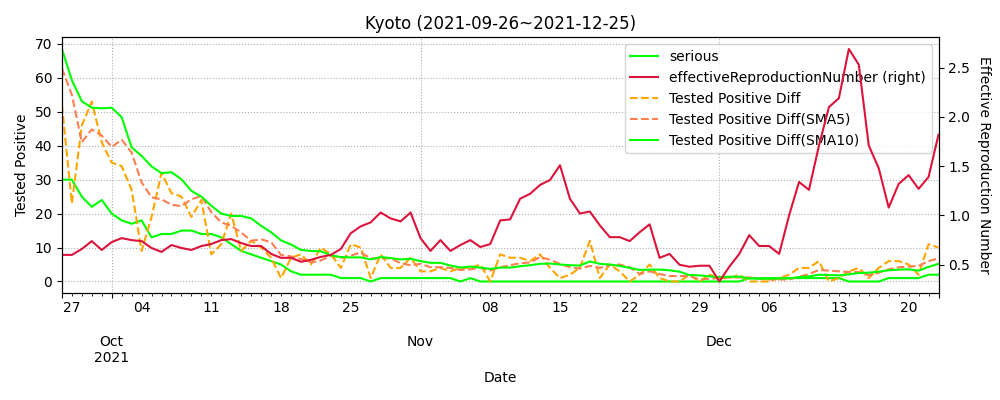 Kyoto (2021-09-26~2021-12-25)
serious
effectiveReproductionNumber (right)
Tested Positive Diff
Tested Positive Diff(SMA5)
Tested Positive Diff(SMA10)
Tested Positive
70
60
50
40
30
20
10
0
2.5
2.0
1.5
1.0
0.5
Effective Reproduction Number
27 04 11 18 25 08 15 22 29 06 13 20
Oct Nov Dec
2021
Date